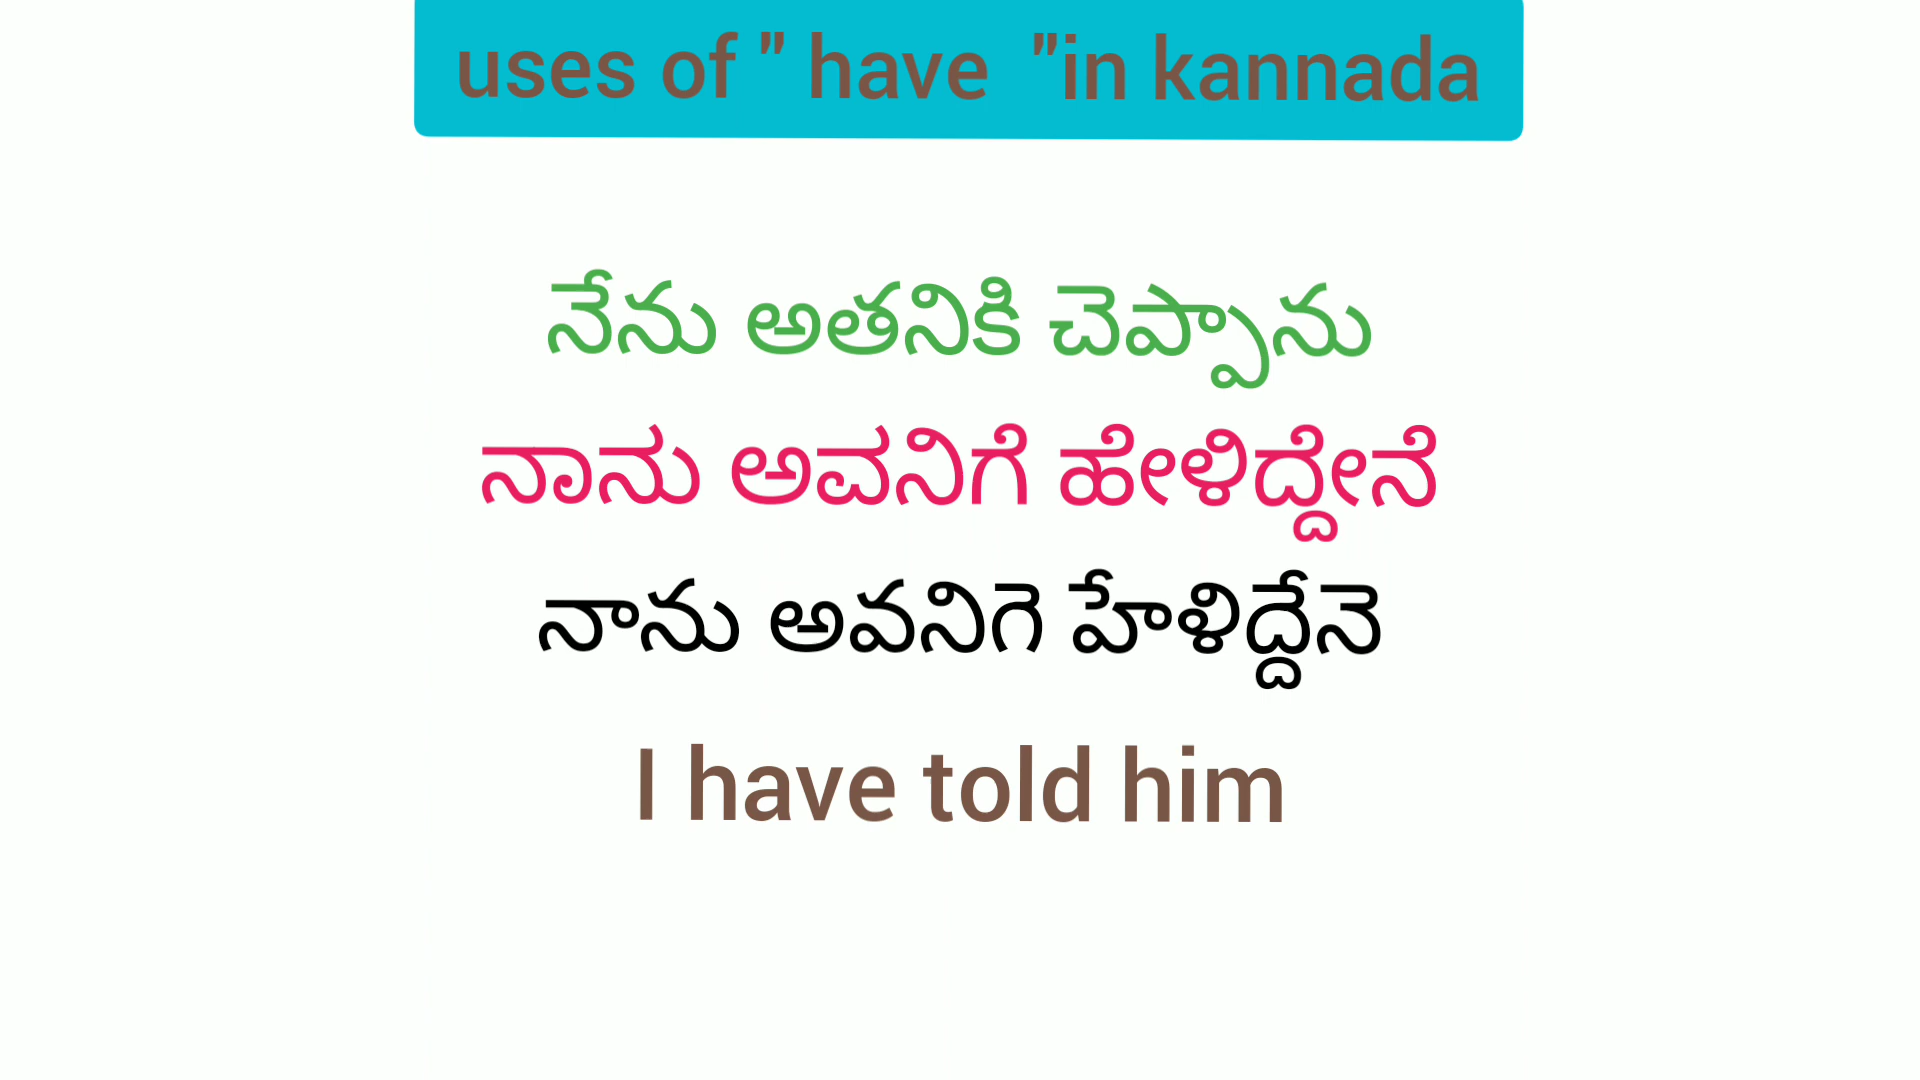 uses of " have  "in kannada
నేను అతనికి చెప్పాను
ನಾನು ಅವನಿಗೆ ಹೇಳಿದ್ದೇನೆ
నాను అవనిగె హేళిద్దేనె
I have told him